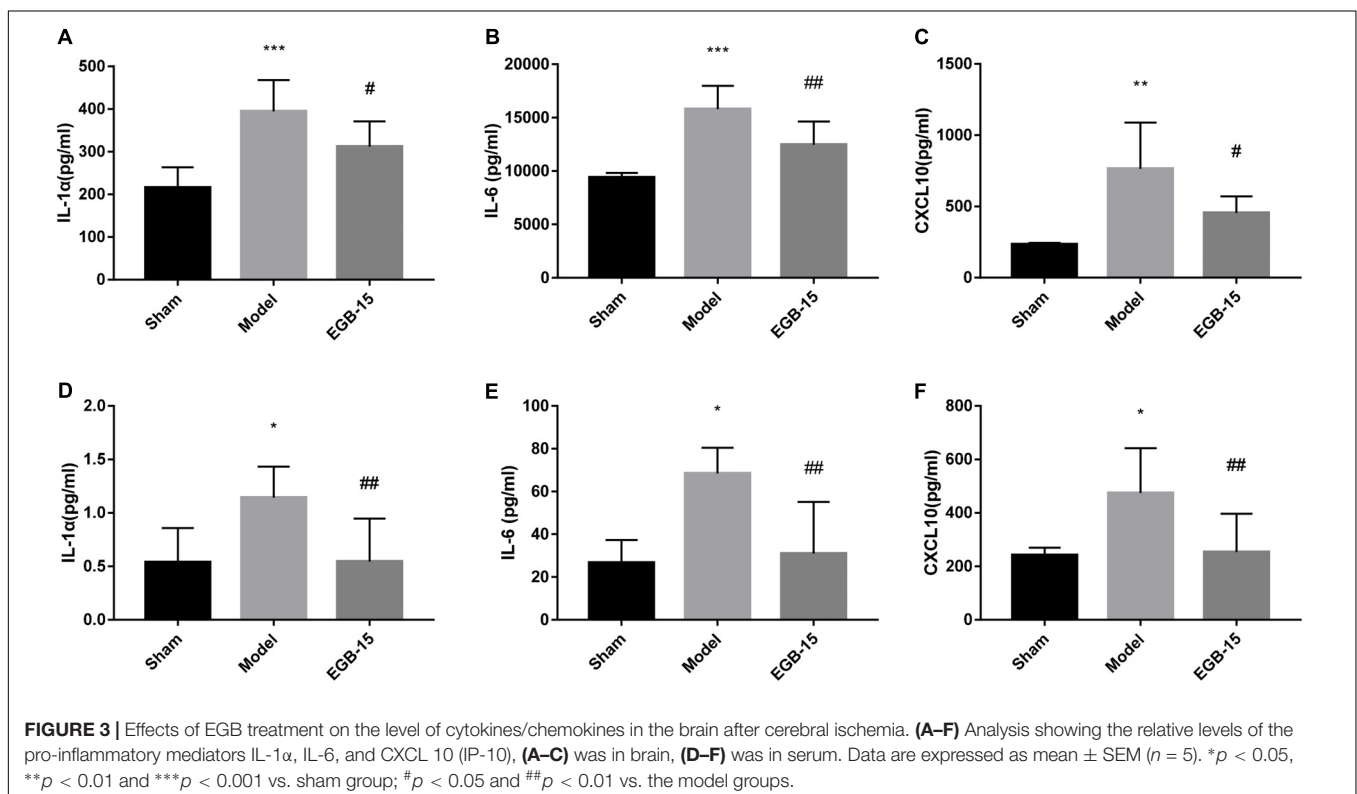 A
***
#
500
400
300
200
100
0
IL-1α(pg/ml)
Sham
Model
EGB-15
B
***
##
20000
15000
10000
5000
0
IL-6 (pg/ml)
Sham
Model
EGB-15
C
**
#
1500
1000
500
0
CXCL10(pg/ml)
Sham
Model
EGB-15
D
*
##
2.0
1.5
1.0
0.5
0.0
IL-1α(pg/ml)
Sham
Model
EGB-15
E
*
##
100
80
60
40
20
0
IL-6 (pg/ml)
Sham
Model
EGB-15
F
*
##
800
600
400
200
0
CXCL10(pg/ml)
Sham
Model
EGB-15
FIGURE 3 | Effects of EGB treatment on the level of cytokines/chemokines in the brain after cerebral ischemia. (A–F) Analysis showing the relative levels of the
pro-inflammatory mediators IL-1α, IL-6, and CXCL 10 (IP-10), (A–C) was in brain, (D–F) was in serum. Data are expressed as mean ± SEM (n = 5). *p < 0.05,
**p < 0.01 and ***p < 0.001 vs. sham group; #p < 0.05 and ##p < 0.01 vs. the model groups.